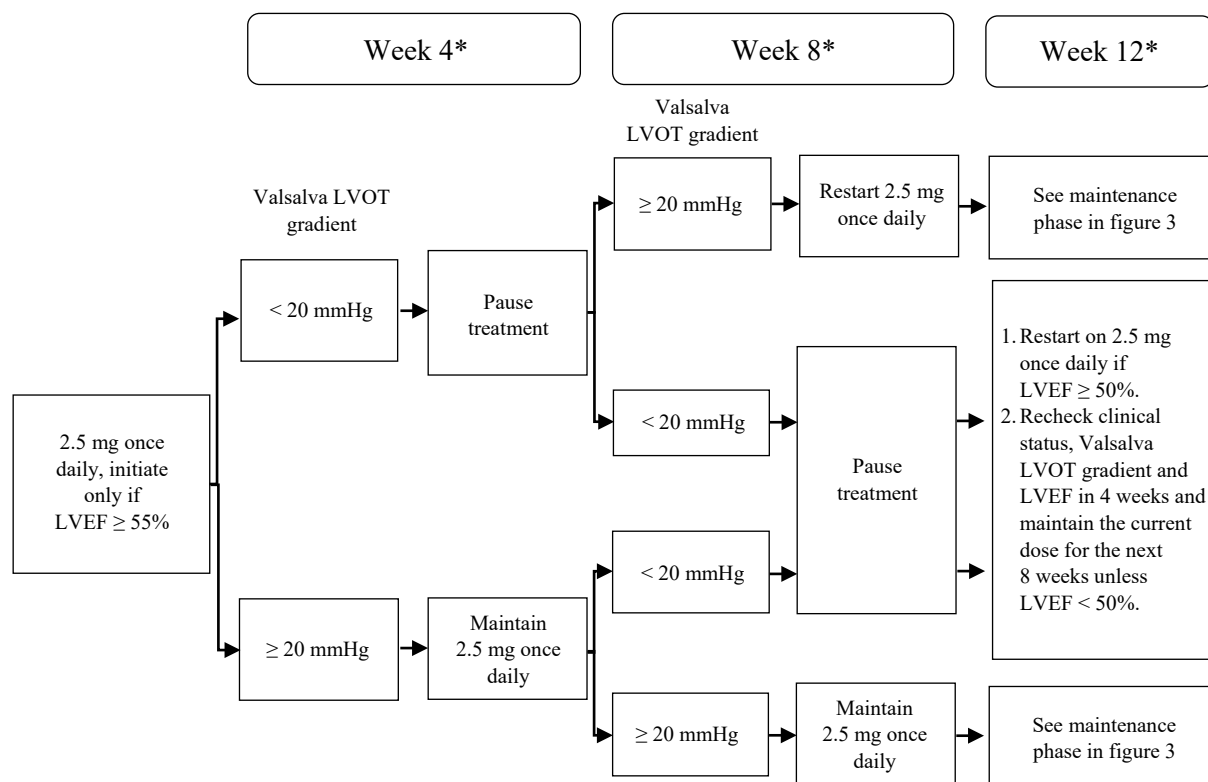 Week 4*
Week 8*
Week 12*
Valsalva
LVOT gradient
≥ 20 mmHg
Restart 2.5 mg
once daily
See maintenance
phase in figure 3
Valsalva LVOT
gradient
< 20 mmHg
Pause
treatment
< 20 mmHg
Pause
treatment
1. Restart on 2.5 mg
once daily if
LVEF ≥ 50%.
2. Recheck clinical
status, Valsalva
LVOT gradient and
LVEF in 4 weeks and
maintain the current
dose for the next
8 weeks unless
LVEF < 50%.
2.5 mg once
daily, initiate
only if
LVEF ≥ 55%
≥ 20 mmHg
Maintain
2.5 mg once
daily
< 20 mmHg
≥ 20 mmHg
Maintain
2.5 mg once
daily
See maintenance
phase in figure 3